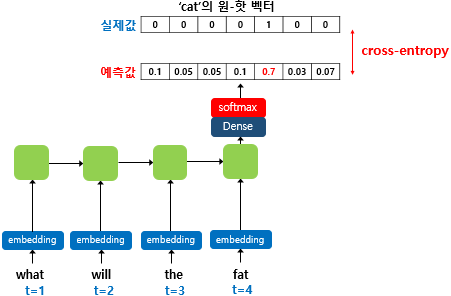 'cat'의 원-핫 벡터
실제값 0 0 0 0 1 0 0
cross-entropy
예측값 0.1 0.05 0.05 0.1 0.7 0.03 0.07
softmax
Dense
embedding embedding embedding embedding
what will the fat
t=1 t=2 t=3 t=4